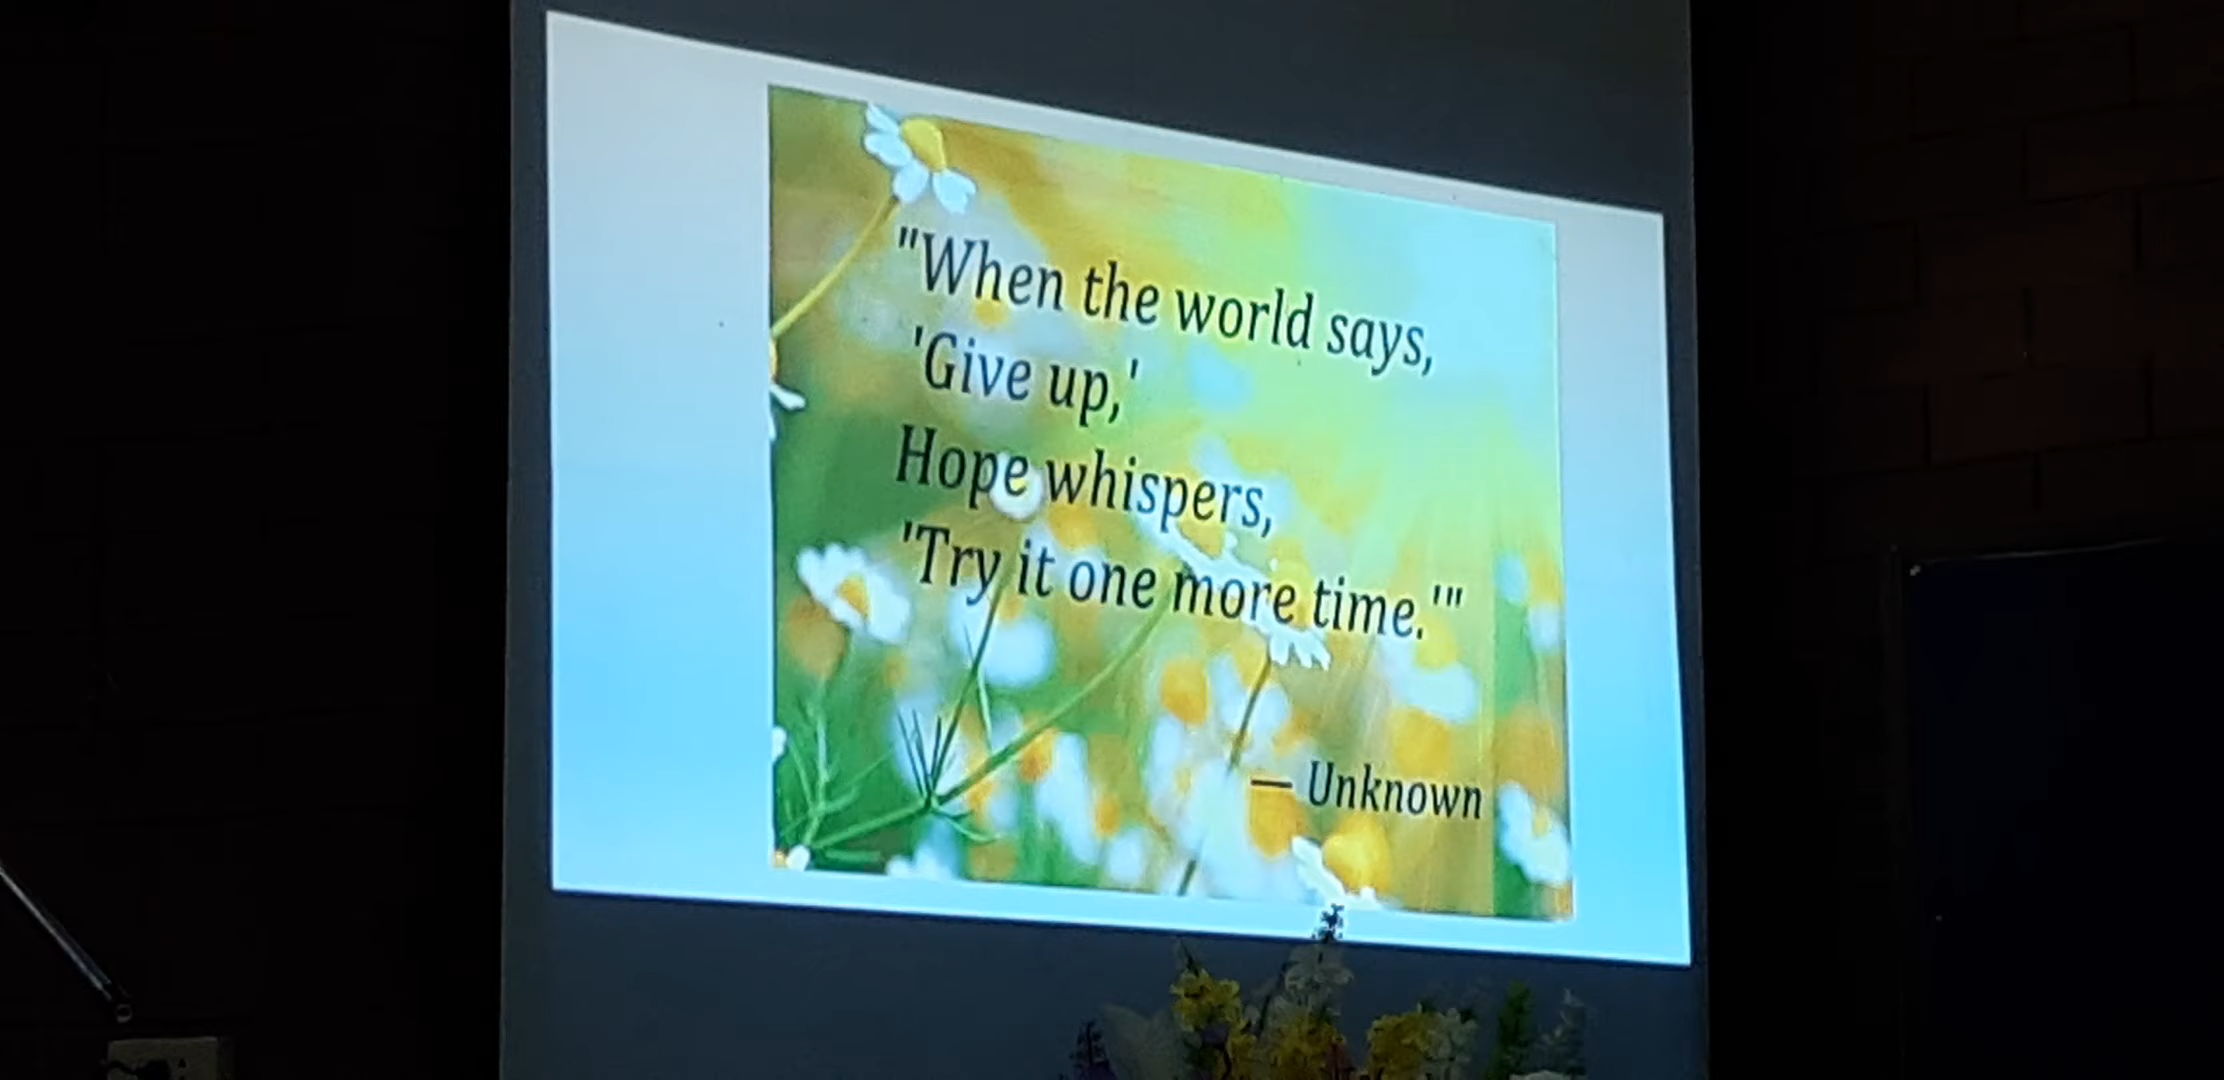 "When the world says,
'Give up,'
Hope whispers,
'Try it one more time.'"
— Unknown